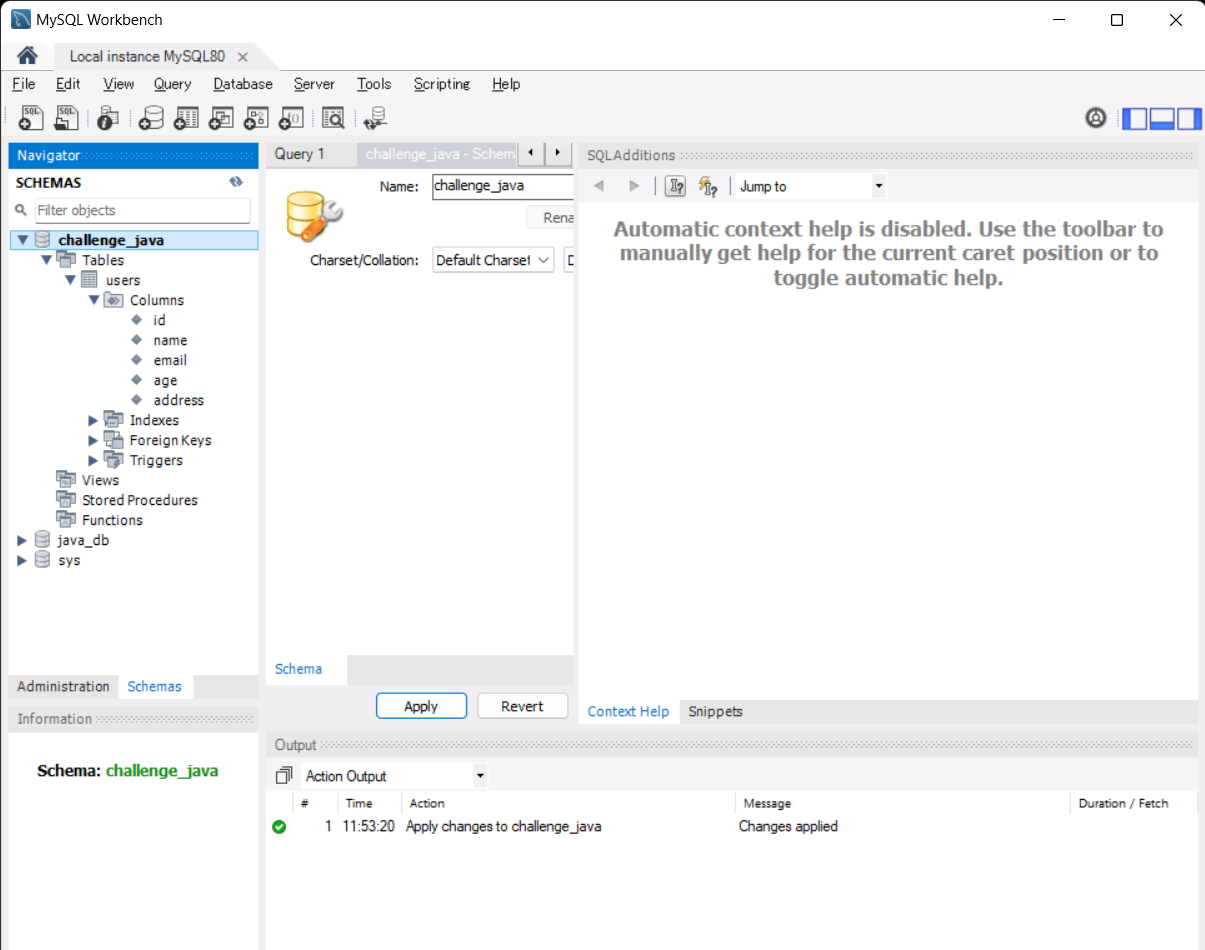 MySQL Workbench
Local instance MySQL80
File Edit View Query Database Server Tools Scripting Help
Navigator
SCHEMAS
Filter objects
challenge_java
Tables
users
Columns
id
name
email
age
address
Indexes
Foreign Keys
Triggers
Views
Stored Procedures
Functions
java_db
sys
Administration Schemas
Information
Schema: challenge_java
Query 1 challenge_java - Schem
Name: challenge_java
Rena
Charset/Collation: Default Charset
Schema
Apply Revert
SQLAdditions
Jump to
Automatic context help is disabled. Use the toolbar to
manually get help for the current caret position or to
toggle automatic help.
Context Help Snippets
Output
Action Output
# Time Action Message Duration / Fetch
1 11:53:20 Apply changes to challenge_java Changes applied